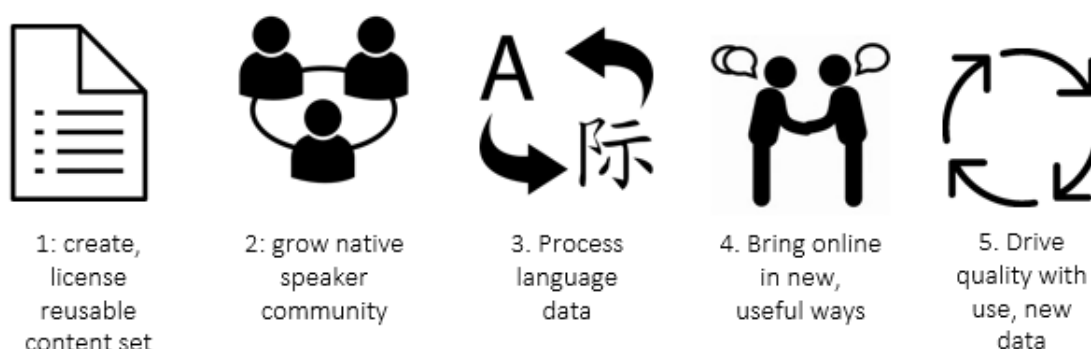 A
际
1: create,
license
reusable
content set
2: grow native
speaker
community
3. Process
language
data
4. Bring online
in new,
useful ways
5. Drive
quality with
use, new
data